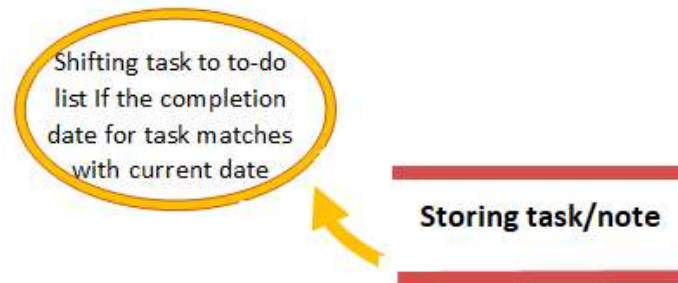 Shifting task to to-do
list If the completion
date for task matches
with current date
Storing task/note